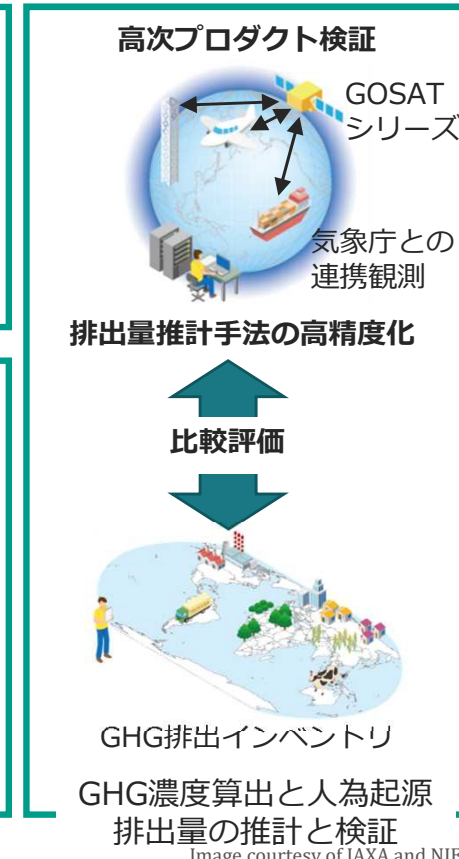 高次プロダクト検証
GOSAT
シリーズ
気象庁との
連携観測
排出量推計手法の高精度化
比較評価
GHG排出インベントリ
GHG濃度算出と人為起源
排出量の推計と検証
Image courtesy of JAXA and